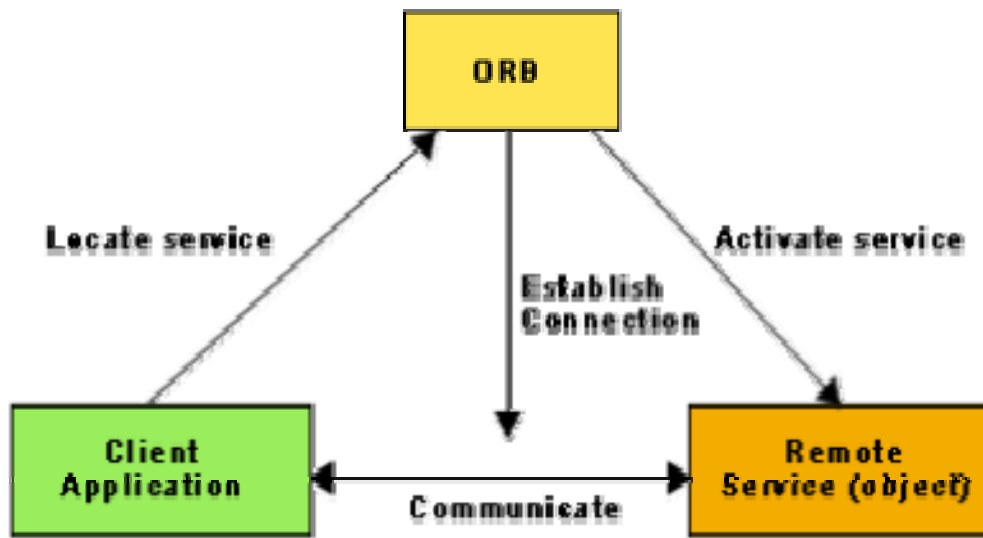 ORB
Locate service
Activate service
Establish
Connection
Client
Application
Communicate
Remote
Service (object)